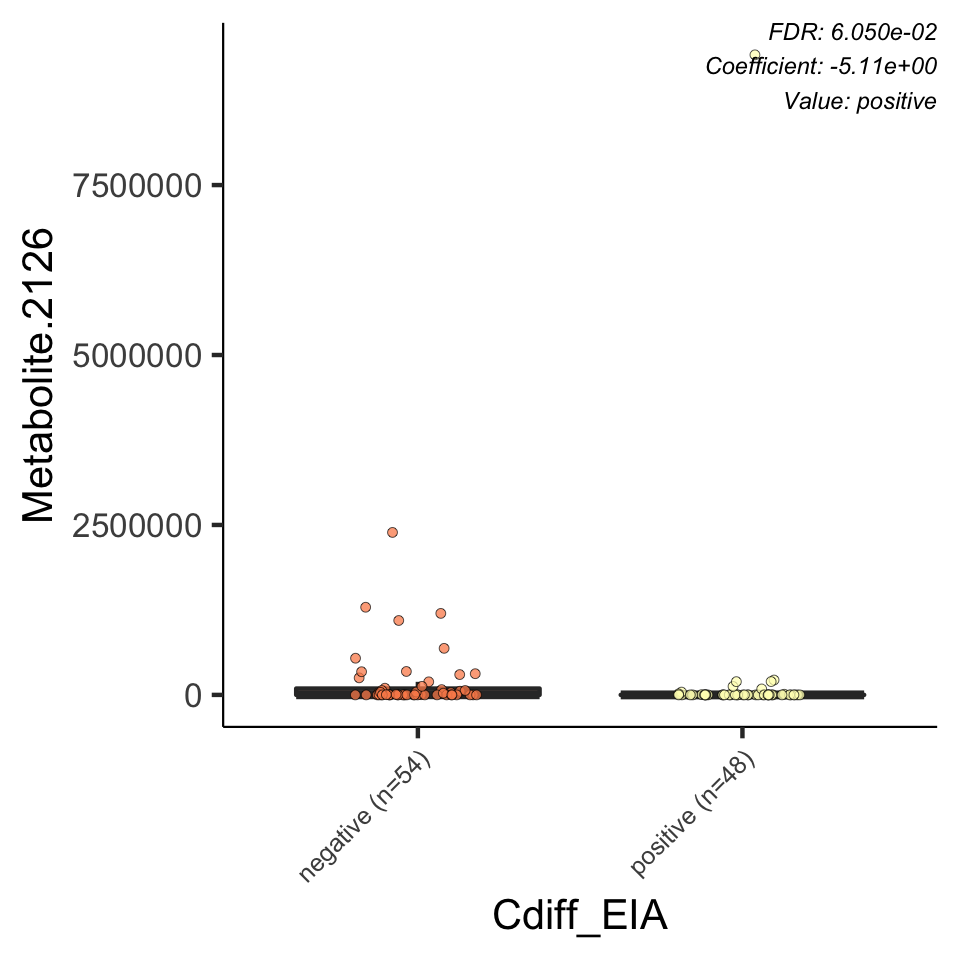 FDR: 6.050e-02
Coefficient: -5.11e+00
Value: positive
7500000
5000000
2500000
0
Metabolite.2126
negative (n=54)
positive (n=48)
Cdiff_EIA